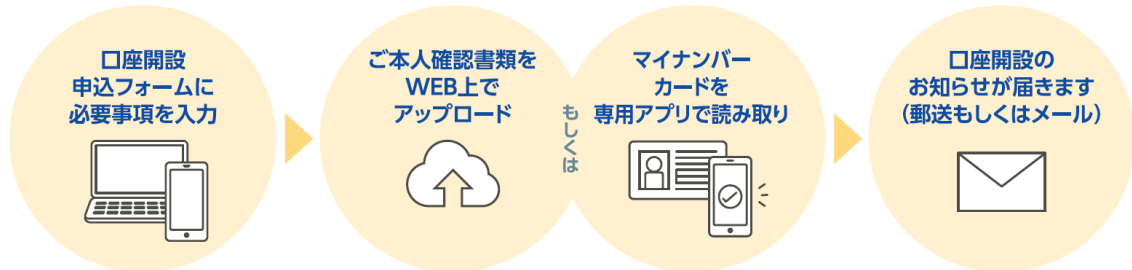 口座開設
申込フォームに
必要事項を入力
ご本人確認書類を
WEB上で
アップロード
もしくは
マイナンバー
カードを
専用アプリで読み取り
口座開設の
お知らせが届きます
（郵送もしくはメール）